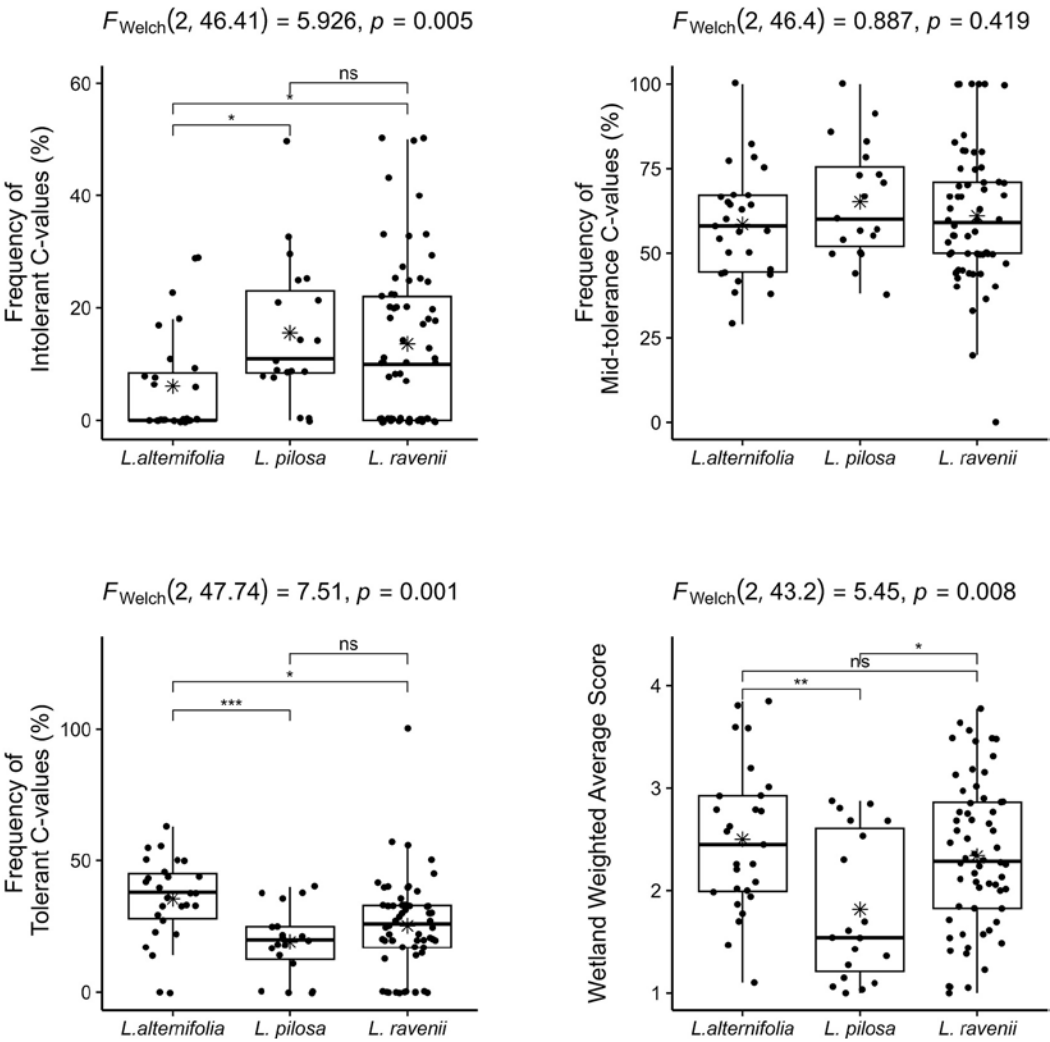 F_Welch(2, 46.41) = 5.926, p = 0.005
Frequency of
Intolerant C-values (%)
60
40
20
0
ns
*
*
L.alternifolia L. pilosa L. ravenii
F_Welch(2, 46.4) = 0.887, p = 0.419
Frequency of
Mid-tolerance C-values (%)
100
75
50
25
0
L.alternifolia L. pilosa L. ravenii
F_Welch(2, 47.74) = 7.51, p = 0.001
Frequency of
Tolerant C-values (%)
100
50
0
ns
*
***
L.alternifolia L. pilosa L. ravenii
F_Welch(2, 43.2) = 5.45, p = 0.008
Wetland Weighted Average Score
4
3
2
1
*
ns
**
L.alternifolia L. pilosa L. ravenii